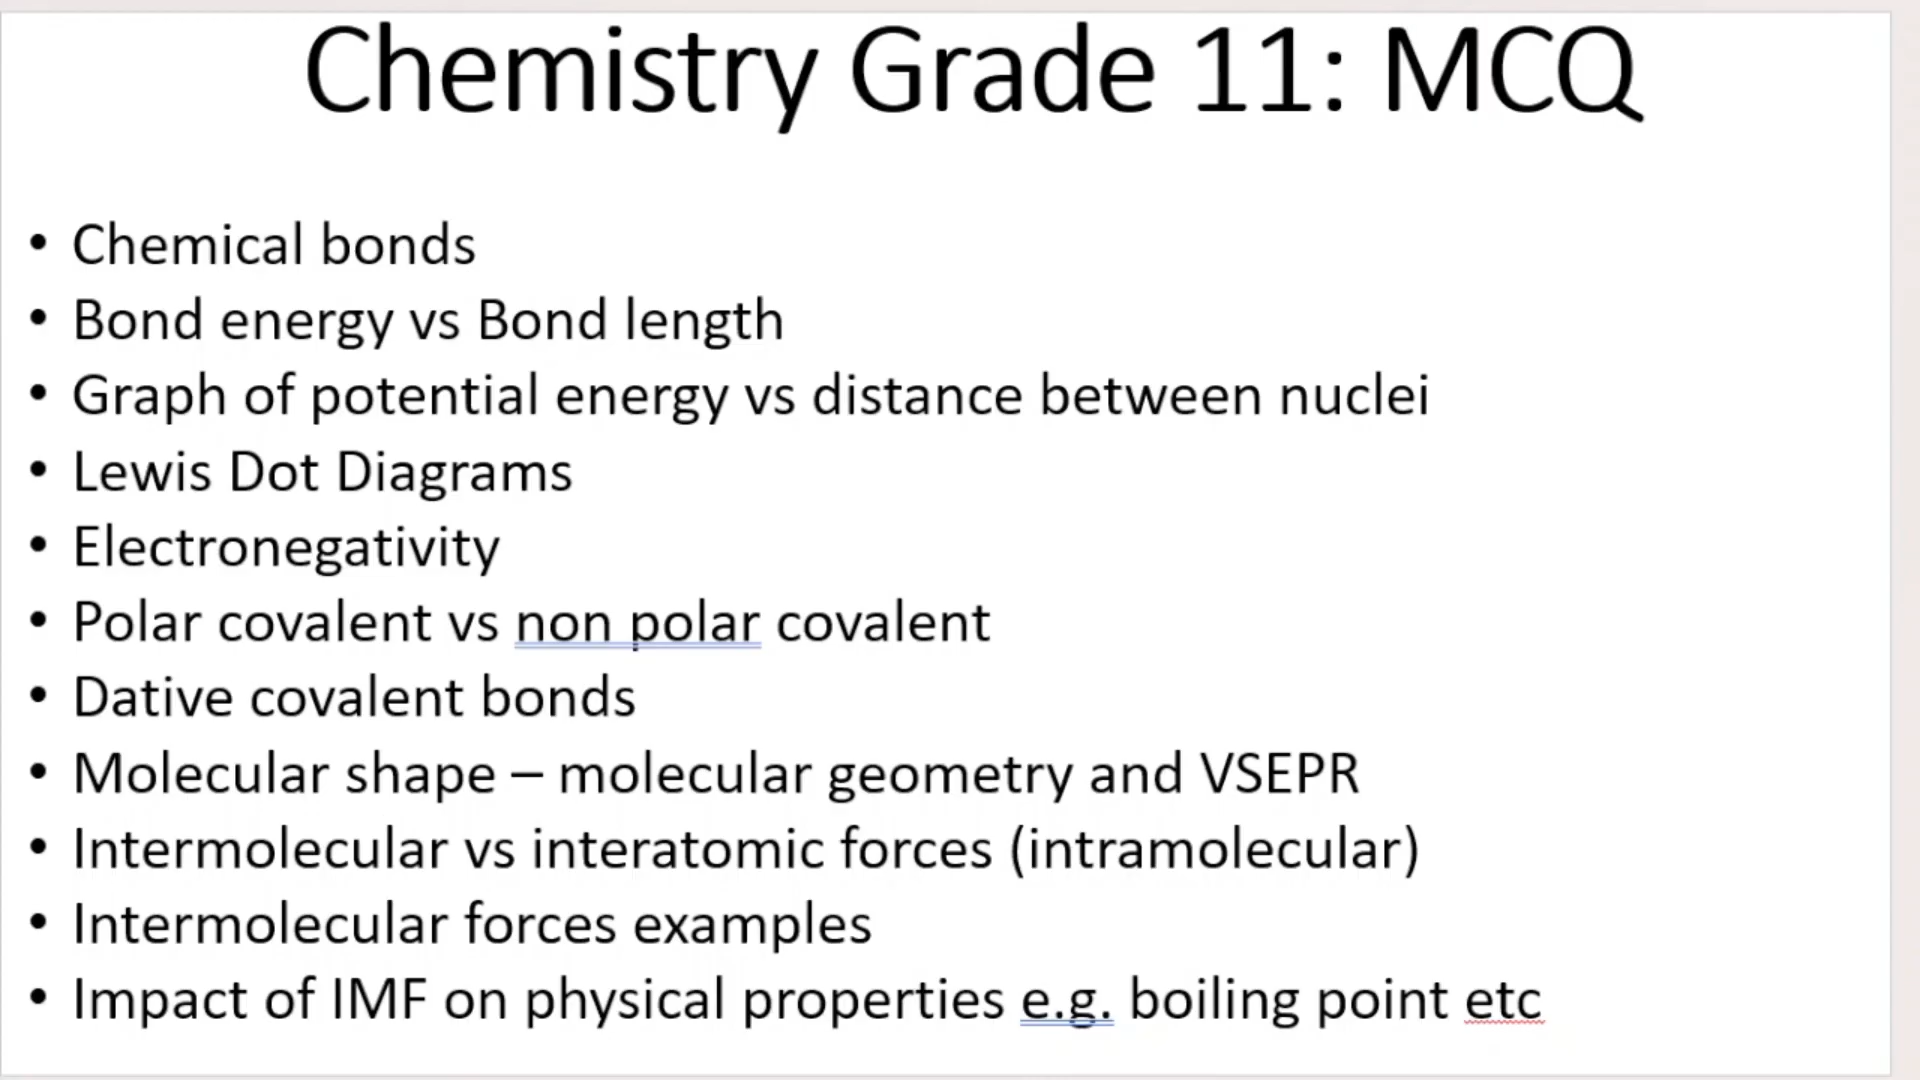 Chemistry Grade 11: MCQ
• Chemical bonds
• Bond energy vs Bond length
• Graph of potential energy vs distance between nuclei
• Lewis Dot Diagrams
• Electronegativity
• Polar covalent vs non polar covalent
• Dative covalent bonds
• Molecular shape – molecular geometry and VSEPR
• Intermolecular vs interatomic forces (intramolecular)
• Intermolecular forces examples
• Impact of IMF on physical properties e.g. boiling point etc